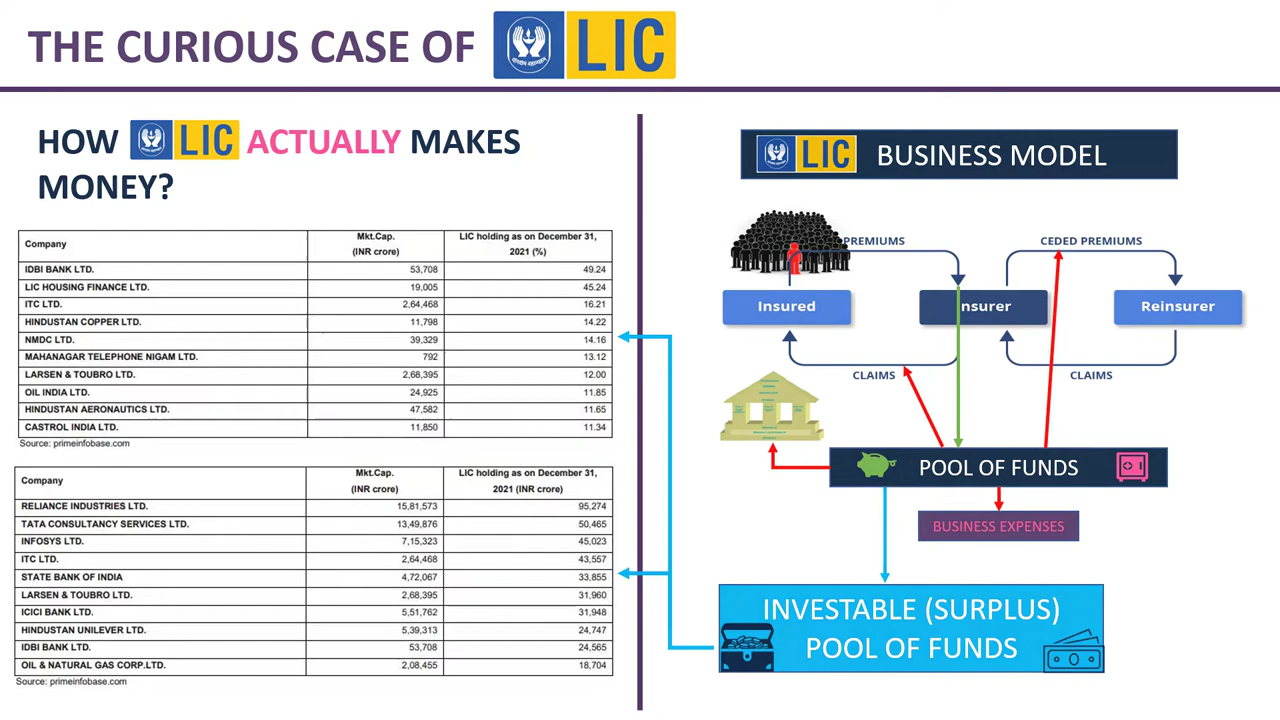 THE CURIOUS CASE OF LIC
HOW LIC ACTUALLY MAKES
MONEY?
Company Mkt.Cap. (INR crore) LIC holding as on December 31, 2021 (%)
IDBI BANK LTD. 53,708 49.24
LIC HOUSING FINANCE LTD. 19,005 45.24
ITC LTD. 2,64,468 16.21
HINDUSTAN COPPER LTD. 11,798 14.22
NMDC LTD. 39,329 14.16
MAHANAGAR TELEPHONE NIGAM LTD. 792 13.12
LARSEN & TOUBRO LTD. 2,68,395 12.00
OIL INDIA LTD. 24,925 11.85
HINDUSTAN AERONAUTICS LTD. 47,582 11.65
CASTROL INDIA LTD. 11,850 11.34
Source: primeinfobase.com
Company Mkt.Cap. (INR crore) LIC holding as on December 31, 2021 (INR crore)
RELIANCE INDUSTRIES LTD. 15,81,573 95,274
TATA CONSULTANCY SERVICES LTD. 13,49,876 50,465
INFOSYS LTD. 7,15,323 45,023
ITC LTD. 2,64,468 43,557
STATE BANK OF INDIA 4,72,067 33,855
LARSEN & TOUBRO LTD. 2,68,395 31,960
ICICI BANK LTD. 5,51,762 31,948
HINDUSTAN UNILEVER LTD. 5,39,313 24,747
IDBI BANK LTD. 53,708 24,565
OIL & NATURAL GAS CORP.LTD. 2,08,455 18,704
Source: primeinfobase.com
LIC BUSINESS MODEL
PREMIUMS CEDED PREMIUMS
Insured Insurer Reinsurer
CLAIMS CLAIMS
POOL OF FUNDS
BUSINESS EXPENSES
INVESTABLE (SURPLUS)
POOL OF FUNDS